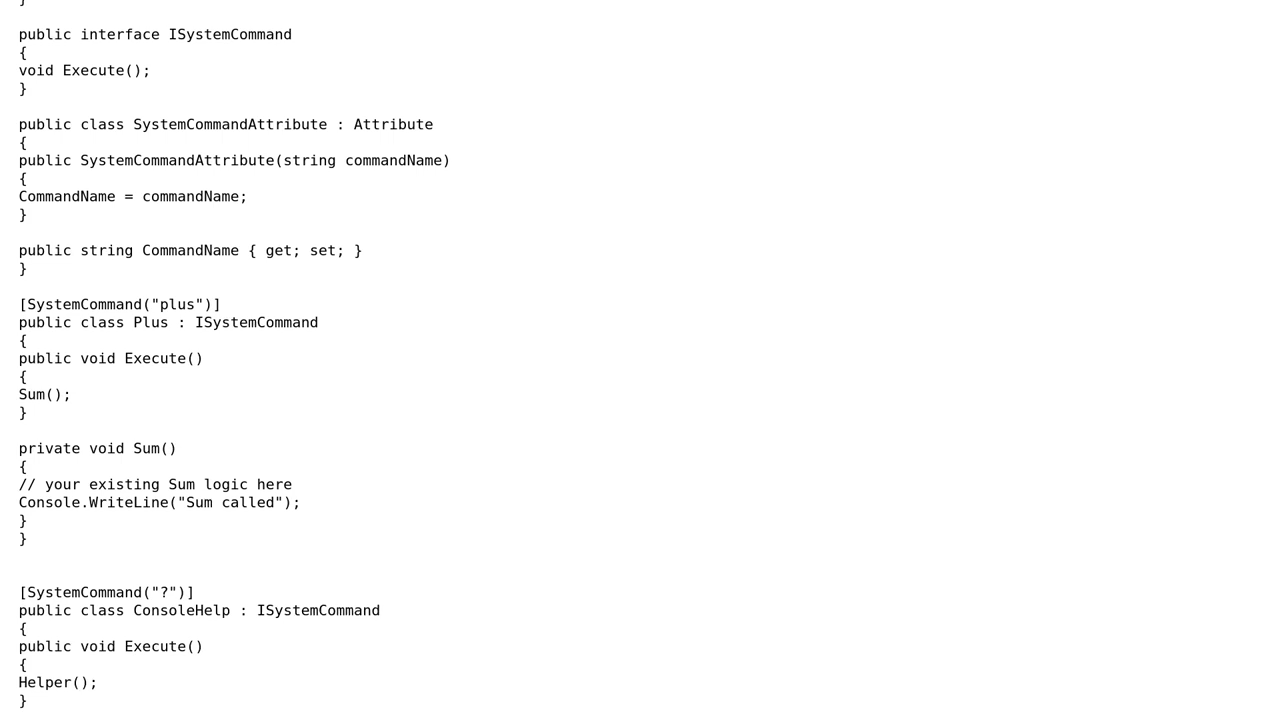 }
public interface ISystemCommand
{
void Execute();
}
public class SystemCommandAttribute : Attribute
{
public SystemCommandAttribute(string commandName)
{
CommandName = commandName;
}
public string CommandName { get; set; }
}
[SystemCommand("plus")]
public class Plus : ISystemCommand
{
public void Execute()
{
Sum();
}
private void Sum()
{
// your existing Sum logic here
Console.WriteLine("Sum called");
}
}
[SystemCommand("?")]
public class ConsoleHelp : ISystemCommand
{
public void Execute()
{
Helper();
}